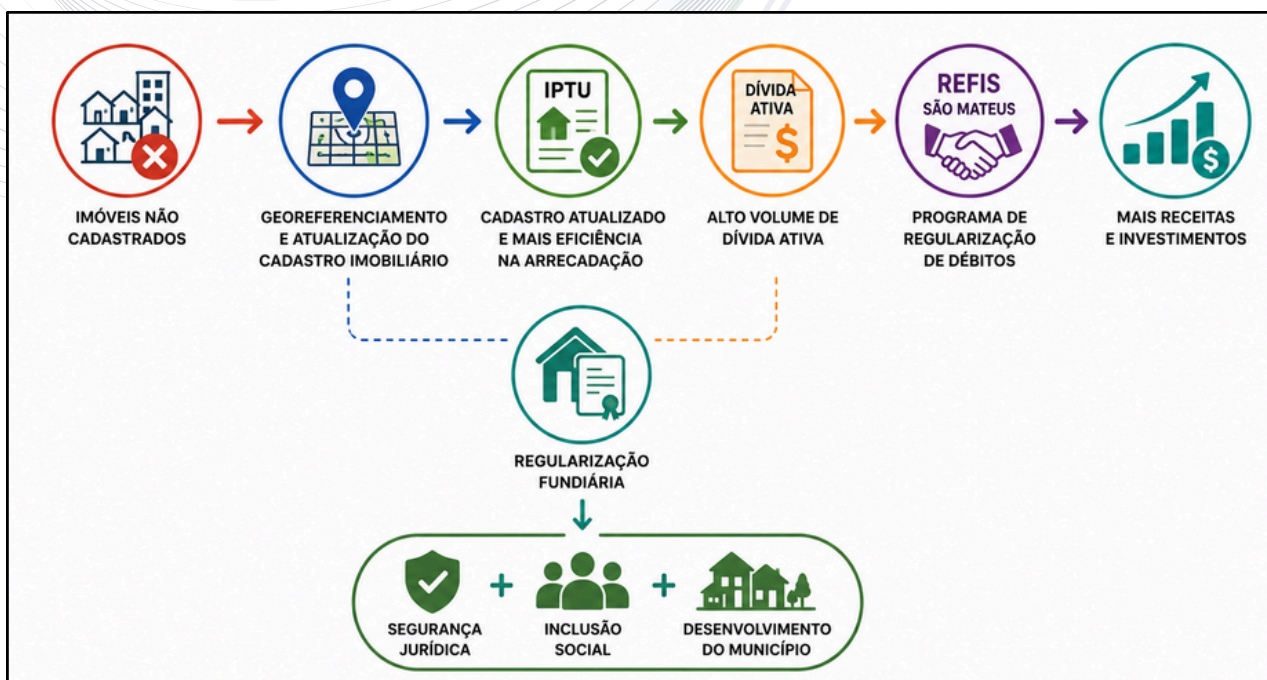 IMÓVEIS NÃO
CADASTRADOS
GEOREFERENCIAMENTO
E ATUALIZAÇÃO DO
CADASTRO IMOBILIÁRIO
IPTU
CADASTRO ATUALIZADO
E MAIS EFICIÊNCIA
NA ARRECADAÇÃO
DÍVIDA
ATIVA
$
ALTO VOLUME DE
DÍVIDA ATIVA
REFIS
SÃO MATEUS
PROGRAMA DE
REGULARIZAÇÃO
DE DÉBITOS
$
MAIS RECEITAS
E INVESTIMENTOS
REGULARIZAÇÃO
FUNDIÁRIA
SEGURANÇA
JURÍDICA
+
INCLUSÃO
SOCIAL
+
DESENVOLVIMENTO
DO MUNICÍPIO